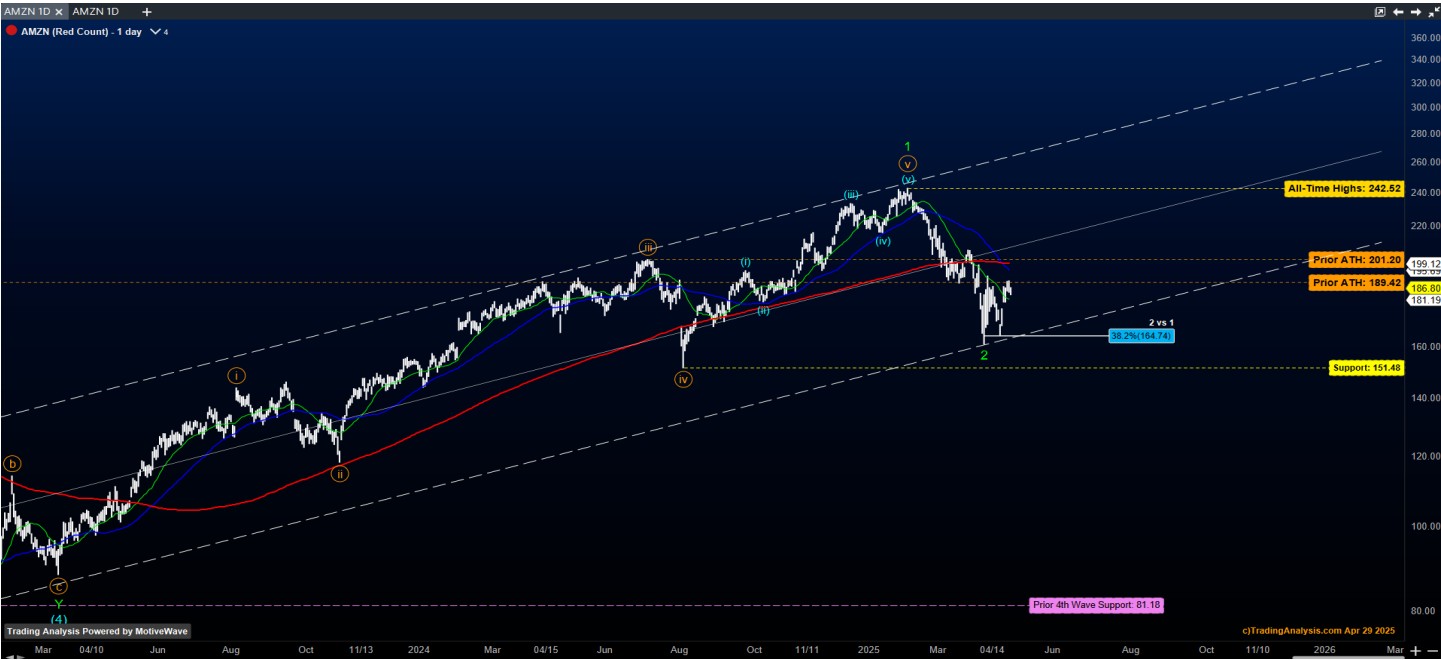 AMZN 1D × AMZN 1D +
AMZN (Red Count) - 1 day 4
360.00
340.00
320.00
300.00
280.00
260.00
240.00
220.00
160.00
140.00
120.00
100.00
80.00
1
v
(v)
(iii)
(iv)
All-Time Highs: 242.52
iii
(i)
(ii)
Prior ATH: 201.20
199.12
Prior ATH: 189.42
186.80
181.19
2 vs 1
38.2%(164.74)
2
Support: 151.48
iv
i
ii
b
c
Y
(4)
Prior 4th Wave Support: 81.18
Trading Analysis Powered by MotiveWave
c)TradingAnalysis.com Apr 29 2025
Mar 04/10 Jun Aug Oct 11/13 2024 Mar 04/15 Jun Aug Oct 11/11 2025 Mar 04/14 Jun Aug Oct 11/10 2026 Mar